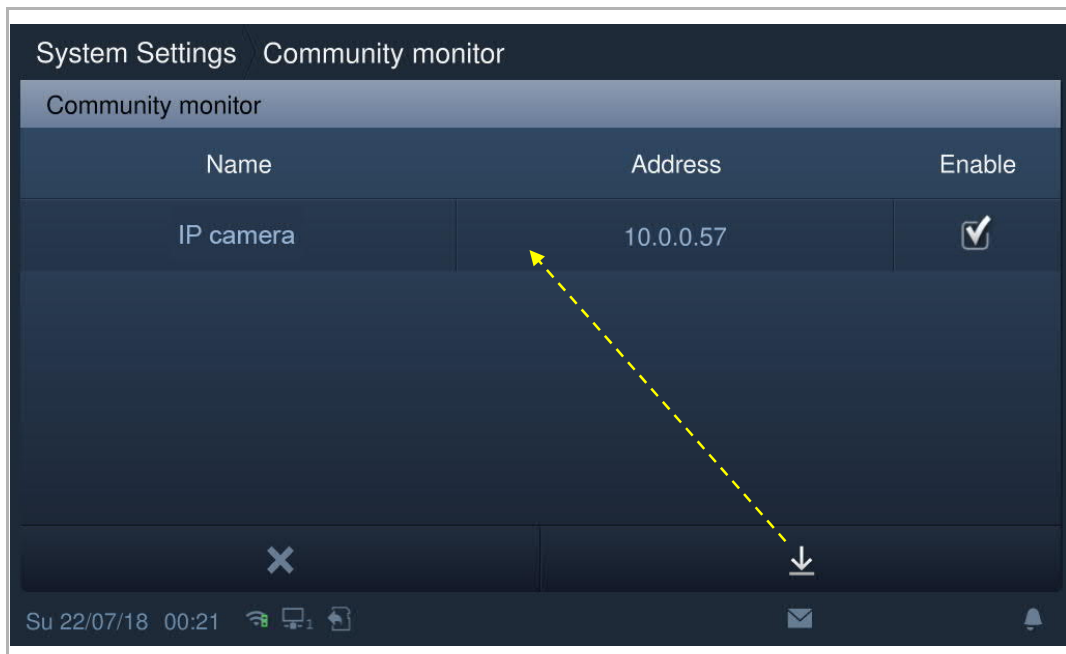 System Settings Community monitor
Community monitor
Name Address Enable
IP camera 10.0.0.57
Su 22/07/18 00:21 1